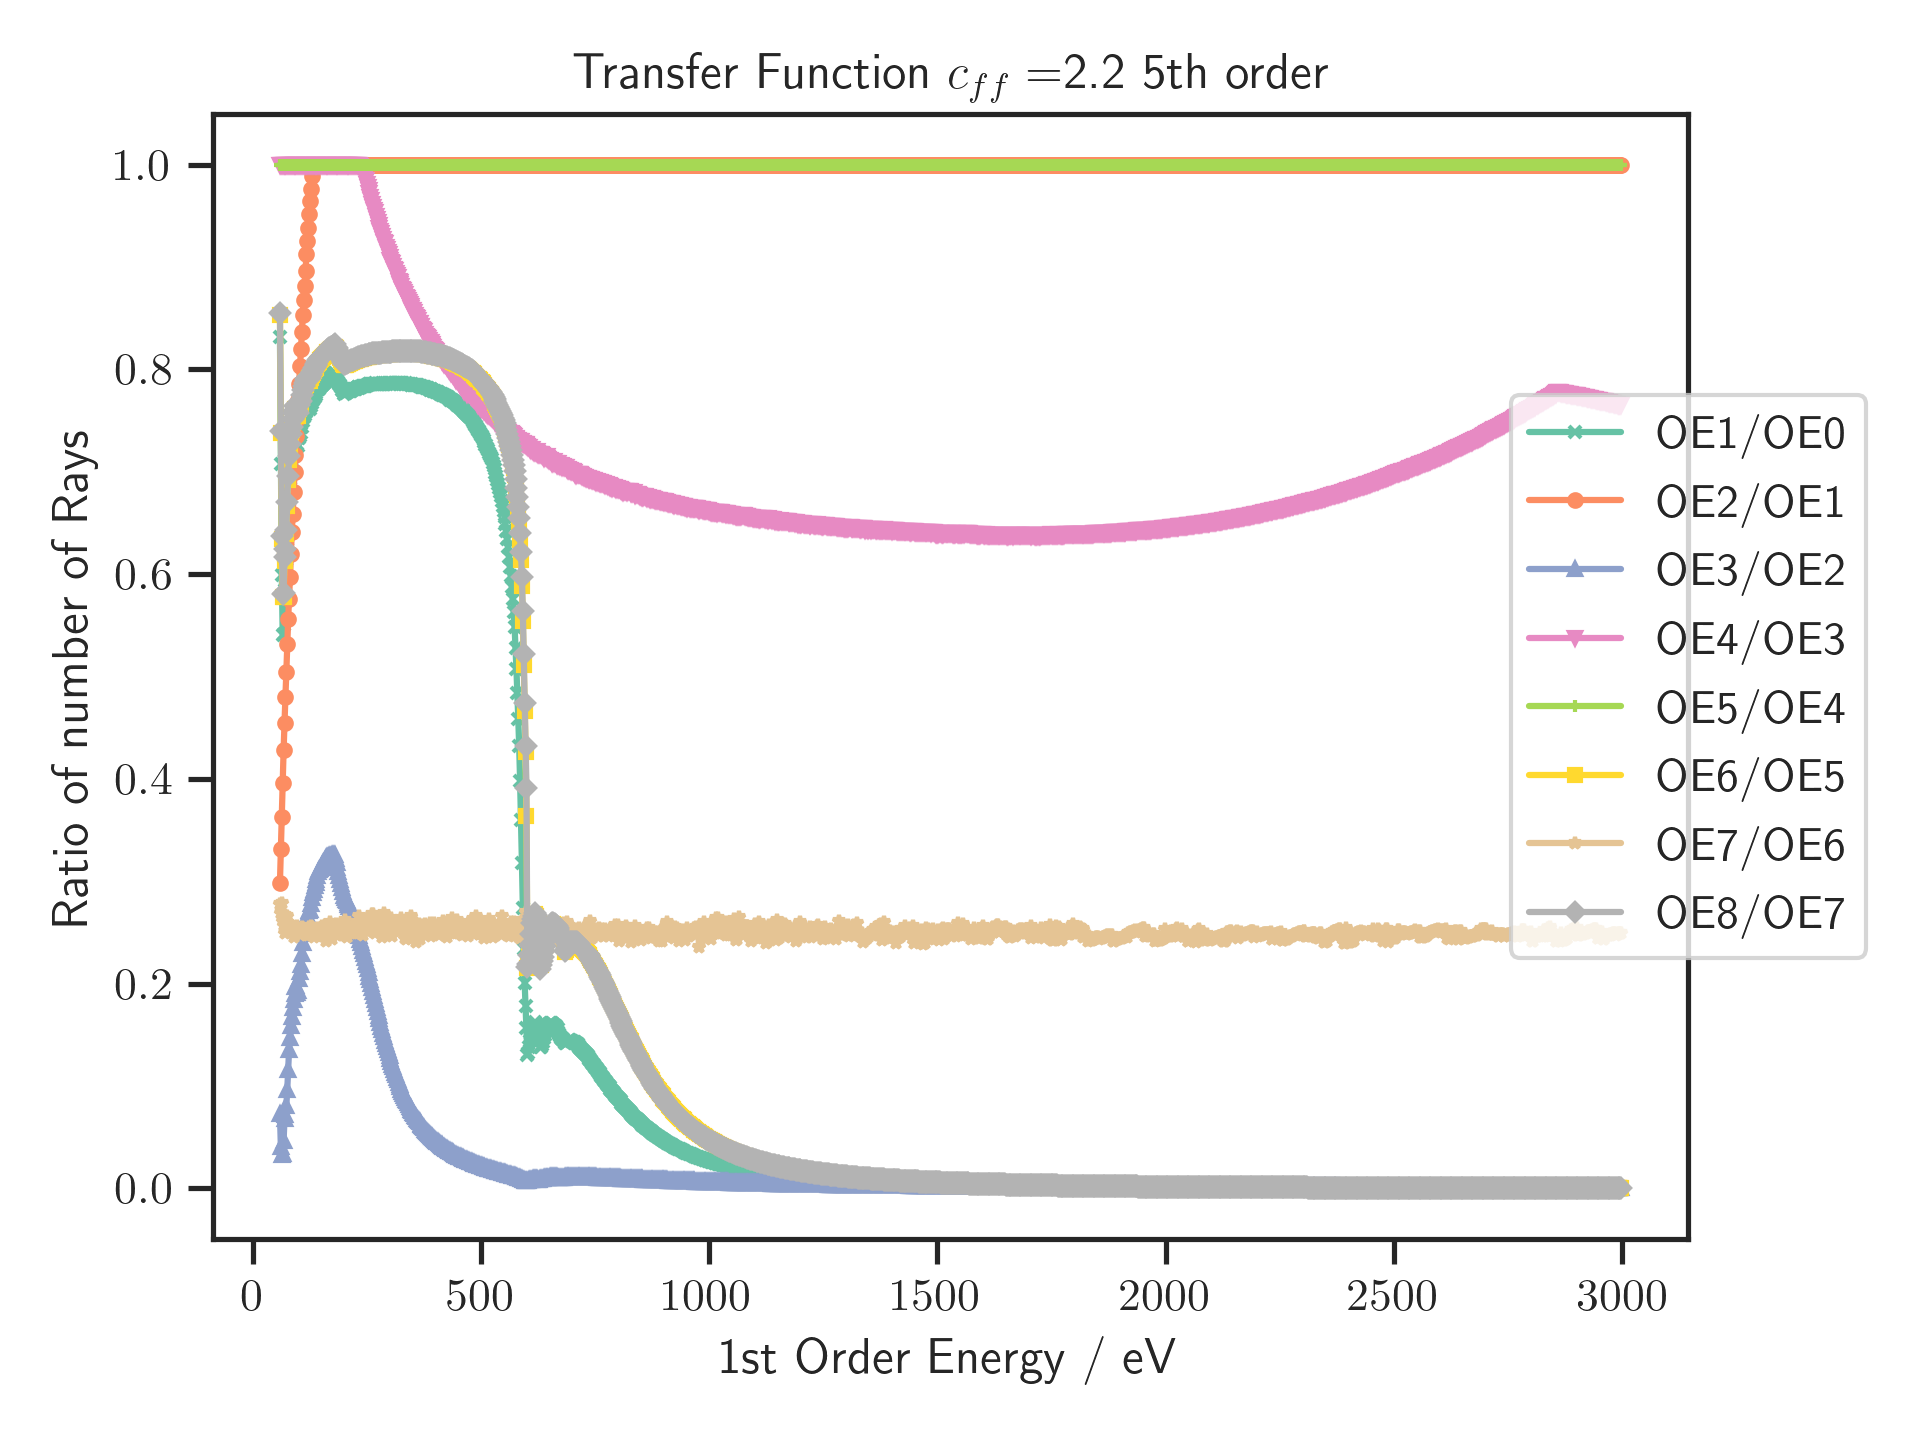 Transfer Function c_ff =2.2 5th order
Ratio of number of Rays
1.0
0.8
0.6
0.4
0.2
0.0
0 500 1000 1500 2000 2500 3000
1st Order Energy / eV
OE1/OE0
OE2/OE1
OE3/OE2
OE4/OE3
OE5/OE4
OE6/OE5
OE7/OE6
OE8/OE7